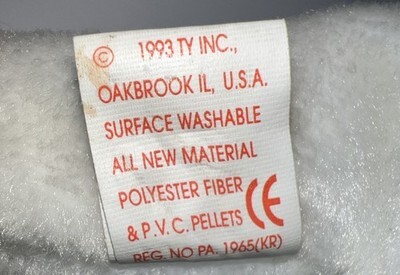 © 1993 TY INC.,
OAKBROOK IL, U.S.A.
SURFACE WASHABLE
ALL NEW MATERIAL
POLYESTER FIBER
& P.V.C. PELLETS CE
REG. NO PA. 1965(KR)